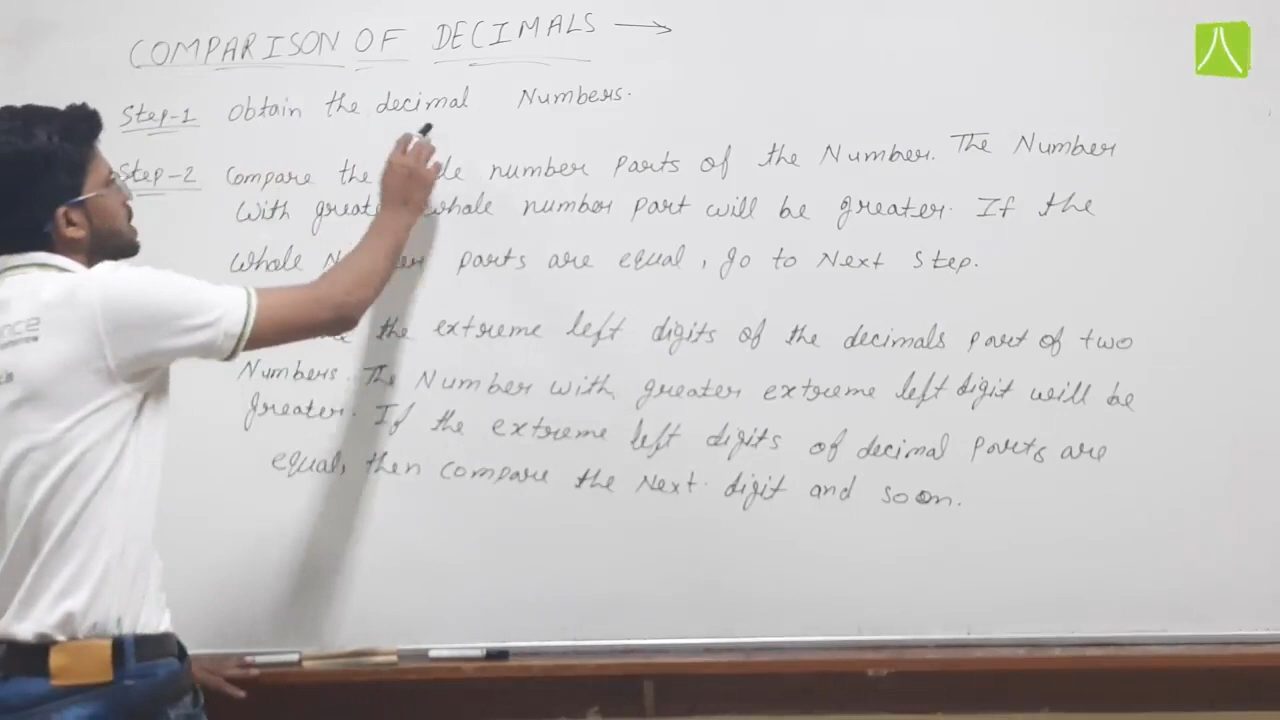 COMPARISON OF DECIMALS →
Step-1 Obtain the decimal Numbers.
Step-2 Compare the number parts of the Number. The Number
With whole number part will be greater. If the
Whole parts are equal, go to Next Step.
the extreme left digits of the decimals part of two
Numbers. The Number with greater extreme left digit will be
greater. If the extreme left digits of decimal parts are
equal, then compare the Next digit and so on.